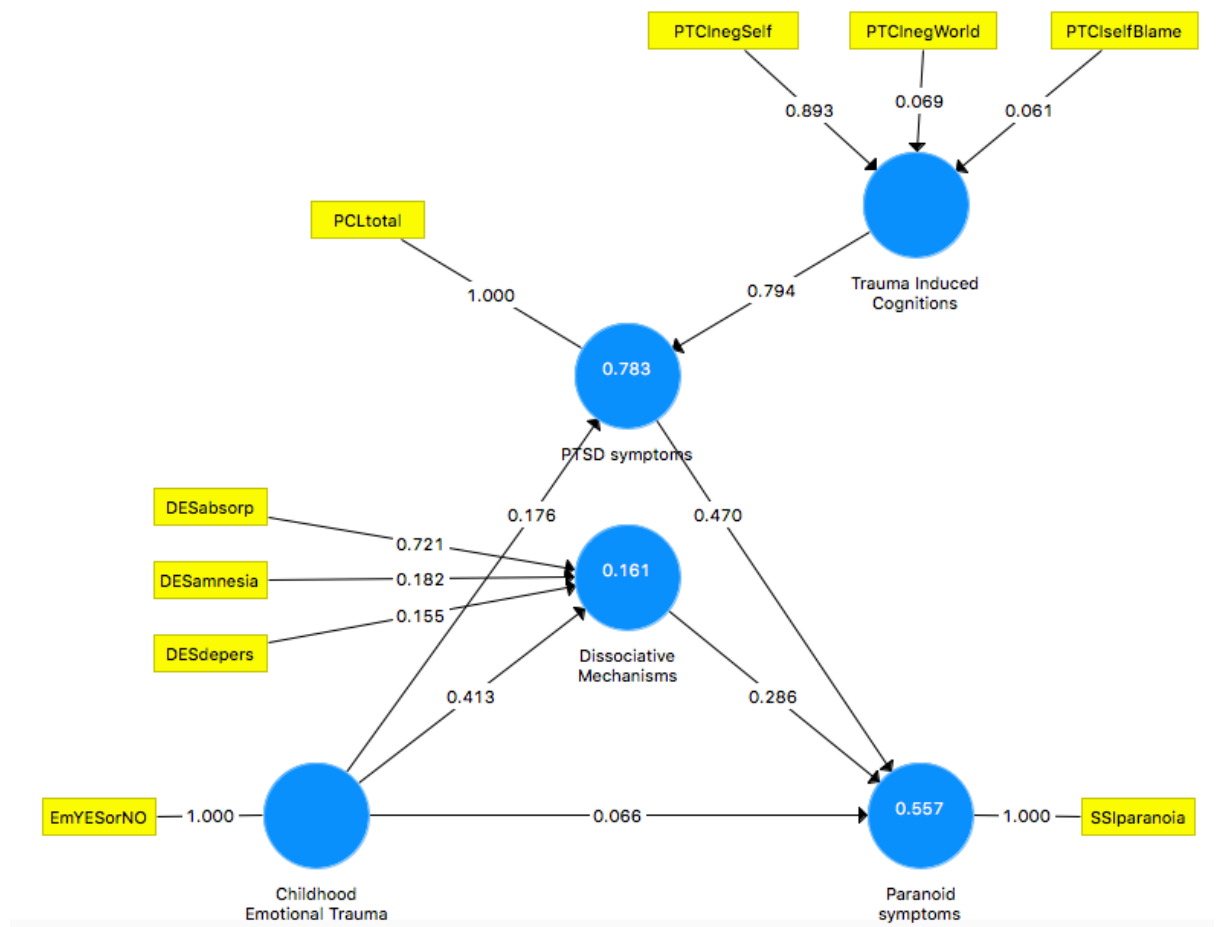 PTCInegSelf
PTCInegWorld
PTCIselfBlame
0.893
0.069
0.061
PCLtotal
Trauma Induced
Cognitions
1.000
0.794
0.783
PTSD symptoms
DESabsorp
0.176
0.470
0.721
0.161
DESamnesia
0.182
0.155
DESdepers
Dissociative
Mechanisms
0.413
0.286
EmYESorNO
1.000
0.066
0.557
1.000
SSIparanoia
Childhood
Emotional Trauma
Paranoid
symptoms